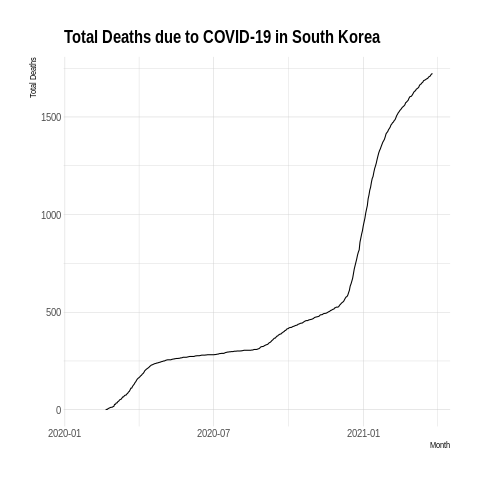 Total Deaths due to COVID-19 in South Korea
Total Deaths
1500
1000
500
0
2020-01
2020-07
2021-01
Month